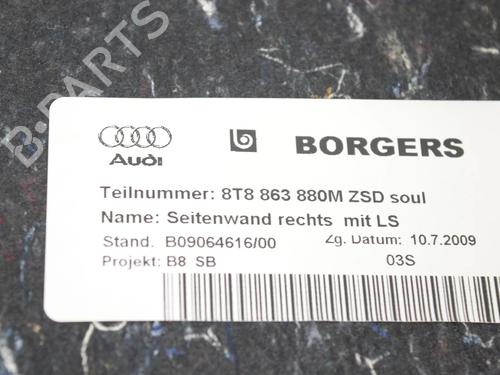 B-PARTS
Audi BORGERS
Teilnummer: 8T8 863 880M ZSD soul
Name: Seitenwand rechts mit LS
Stand. B09064616/00 Zg. Datum: 10.7.2009
Projekt: B8 SB 03S